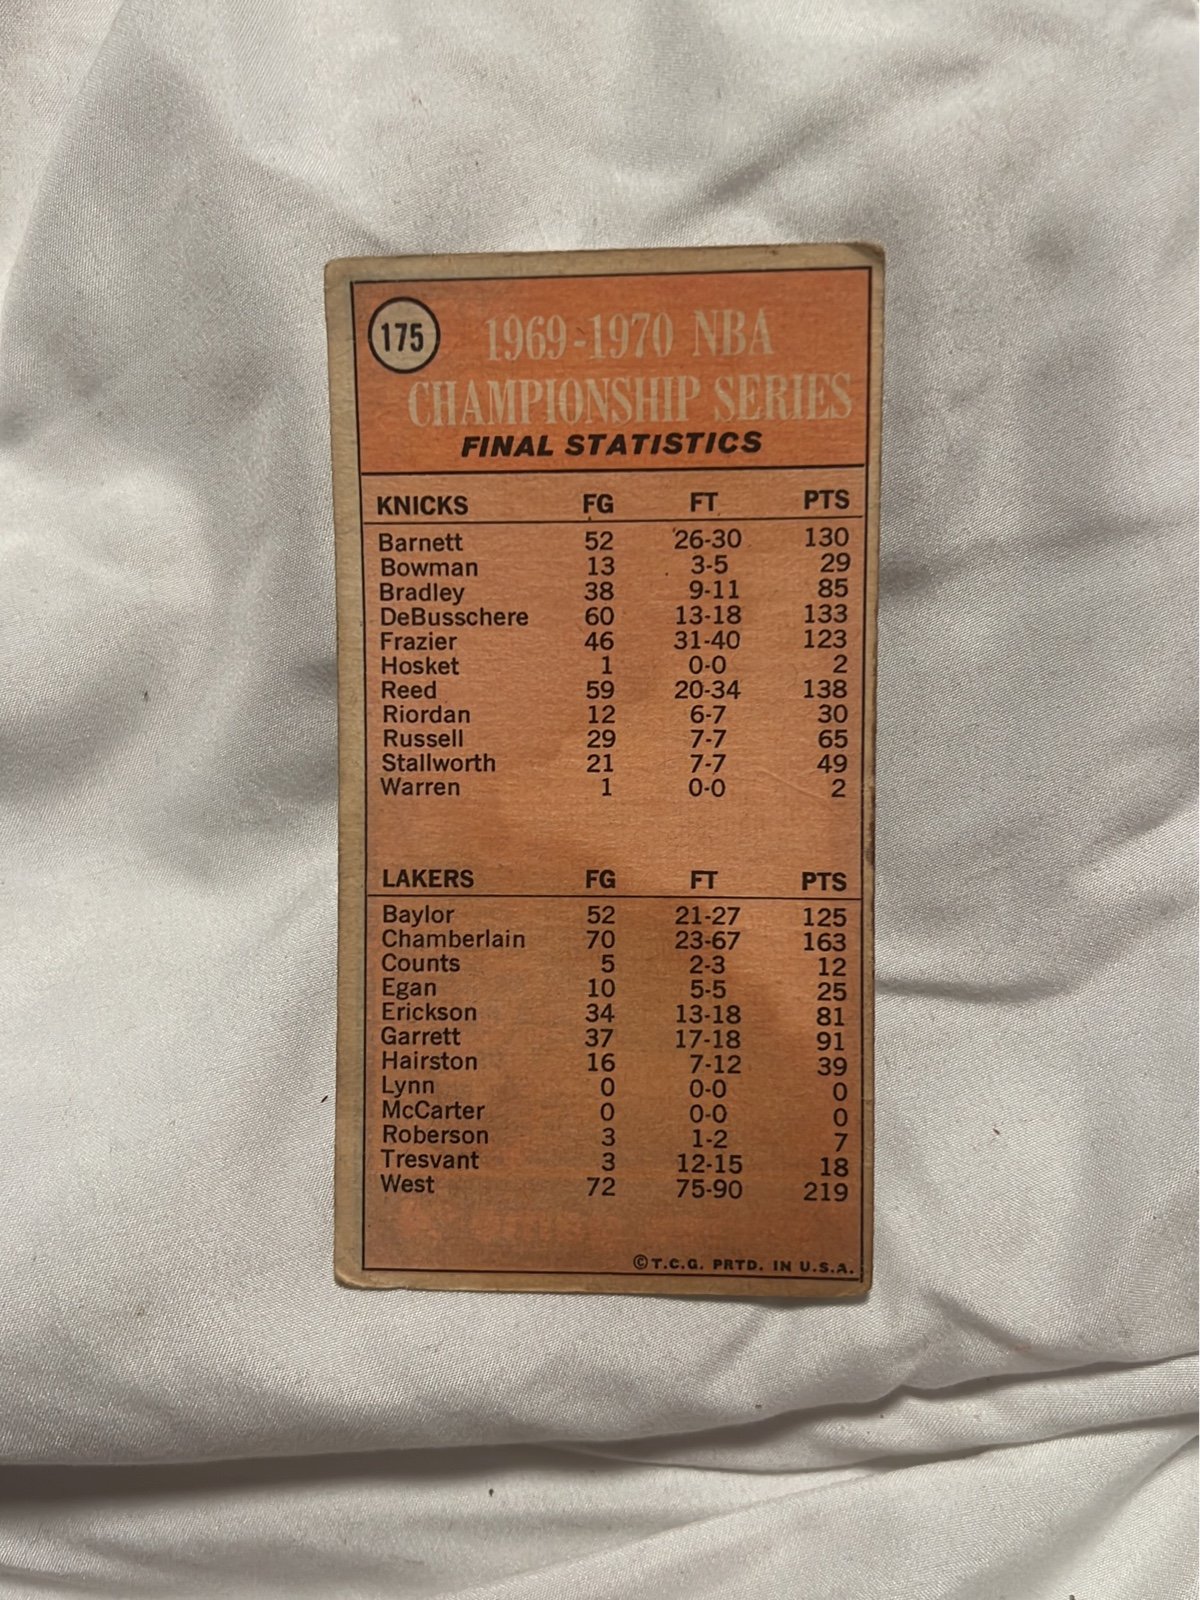 175
1969-1970 NBA
CHAMPIONSHIP SERIES
FINAL STATISTICS
KNICKS FG FT PTS
Barnett 52 26-30 130
Bowman 13 3-5 29
Bradley 38 9-11 85
DeBusschere 60 13-18 133
Frazier 46 31-40 123
Hosket 1 0-0 2
Reed 59 20-34 138
Riordan 12 6-7 30
Russell 29 7-7 65
Stallworth 21 7-7 49
Warren 1 0-0 2
LAKERS FG FT PTS
Baylor 52 21-27 125
Chamberlain 70 23-67 163
Counts 5 2-3 12
Egan 10 5-5 25
Erickson 34 13-18 81
Garrett 37 17-18 91
Hairston 16 7-12 39
Lynn 0 0-0 0
McCarter 0 0-0 0
Roberson 3 1-2 7
Tresvant 3 12-15 18
West 72 75-90 219
©T.C.G. PRTD. IN U.S.A.